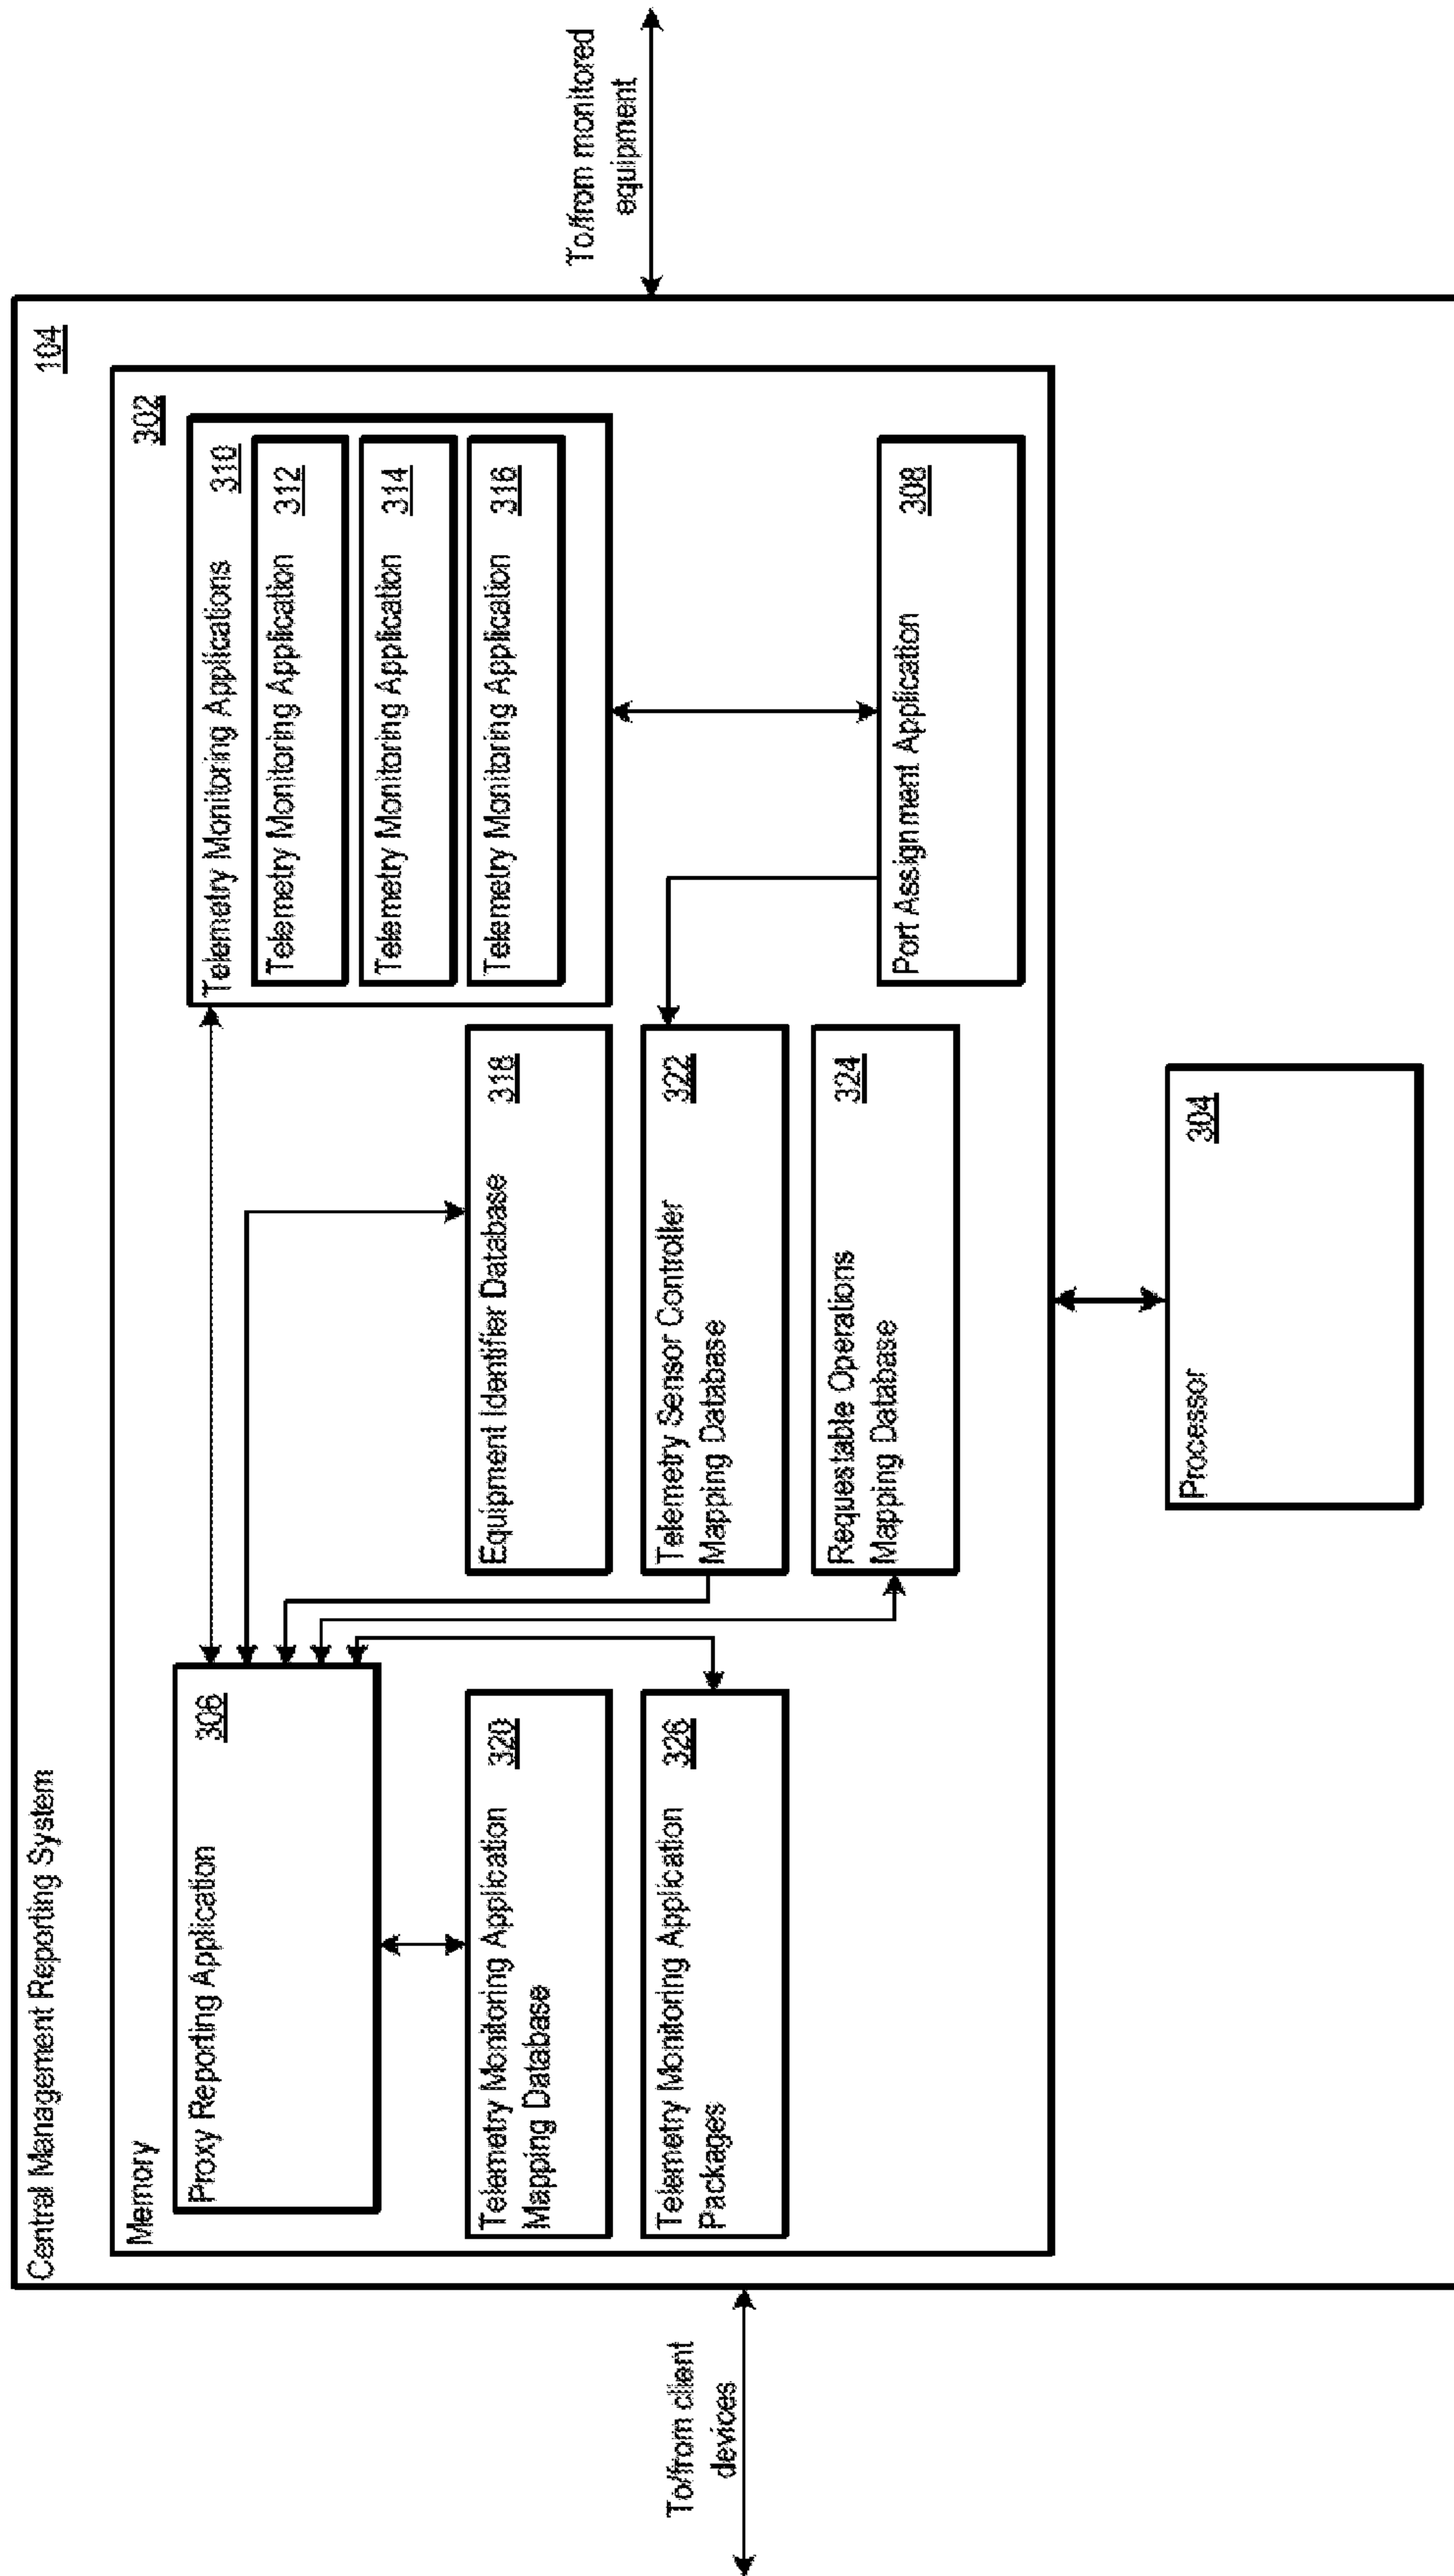 Central Management Reporting System
104
Memory
302
Proxy Reporting Application
306
Telemetry Monitoring Applications
310
Telemetry Monitoring Application
312
Telemetry Monitoring Application
314
Telemetry Monitoring Application
316
Telemetry Monitoring Application
Mapping Database
320
Equipment Identifier Database
318
Telemetry Monitoring Application
Packages
326
Telemetry Sensor Controller
Mapping Database
322
Requestable Operations
Mapping Database
324
Port Assignment Application
308
Processor
304
To/from client
devices
To/from monitored
equipment